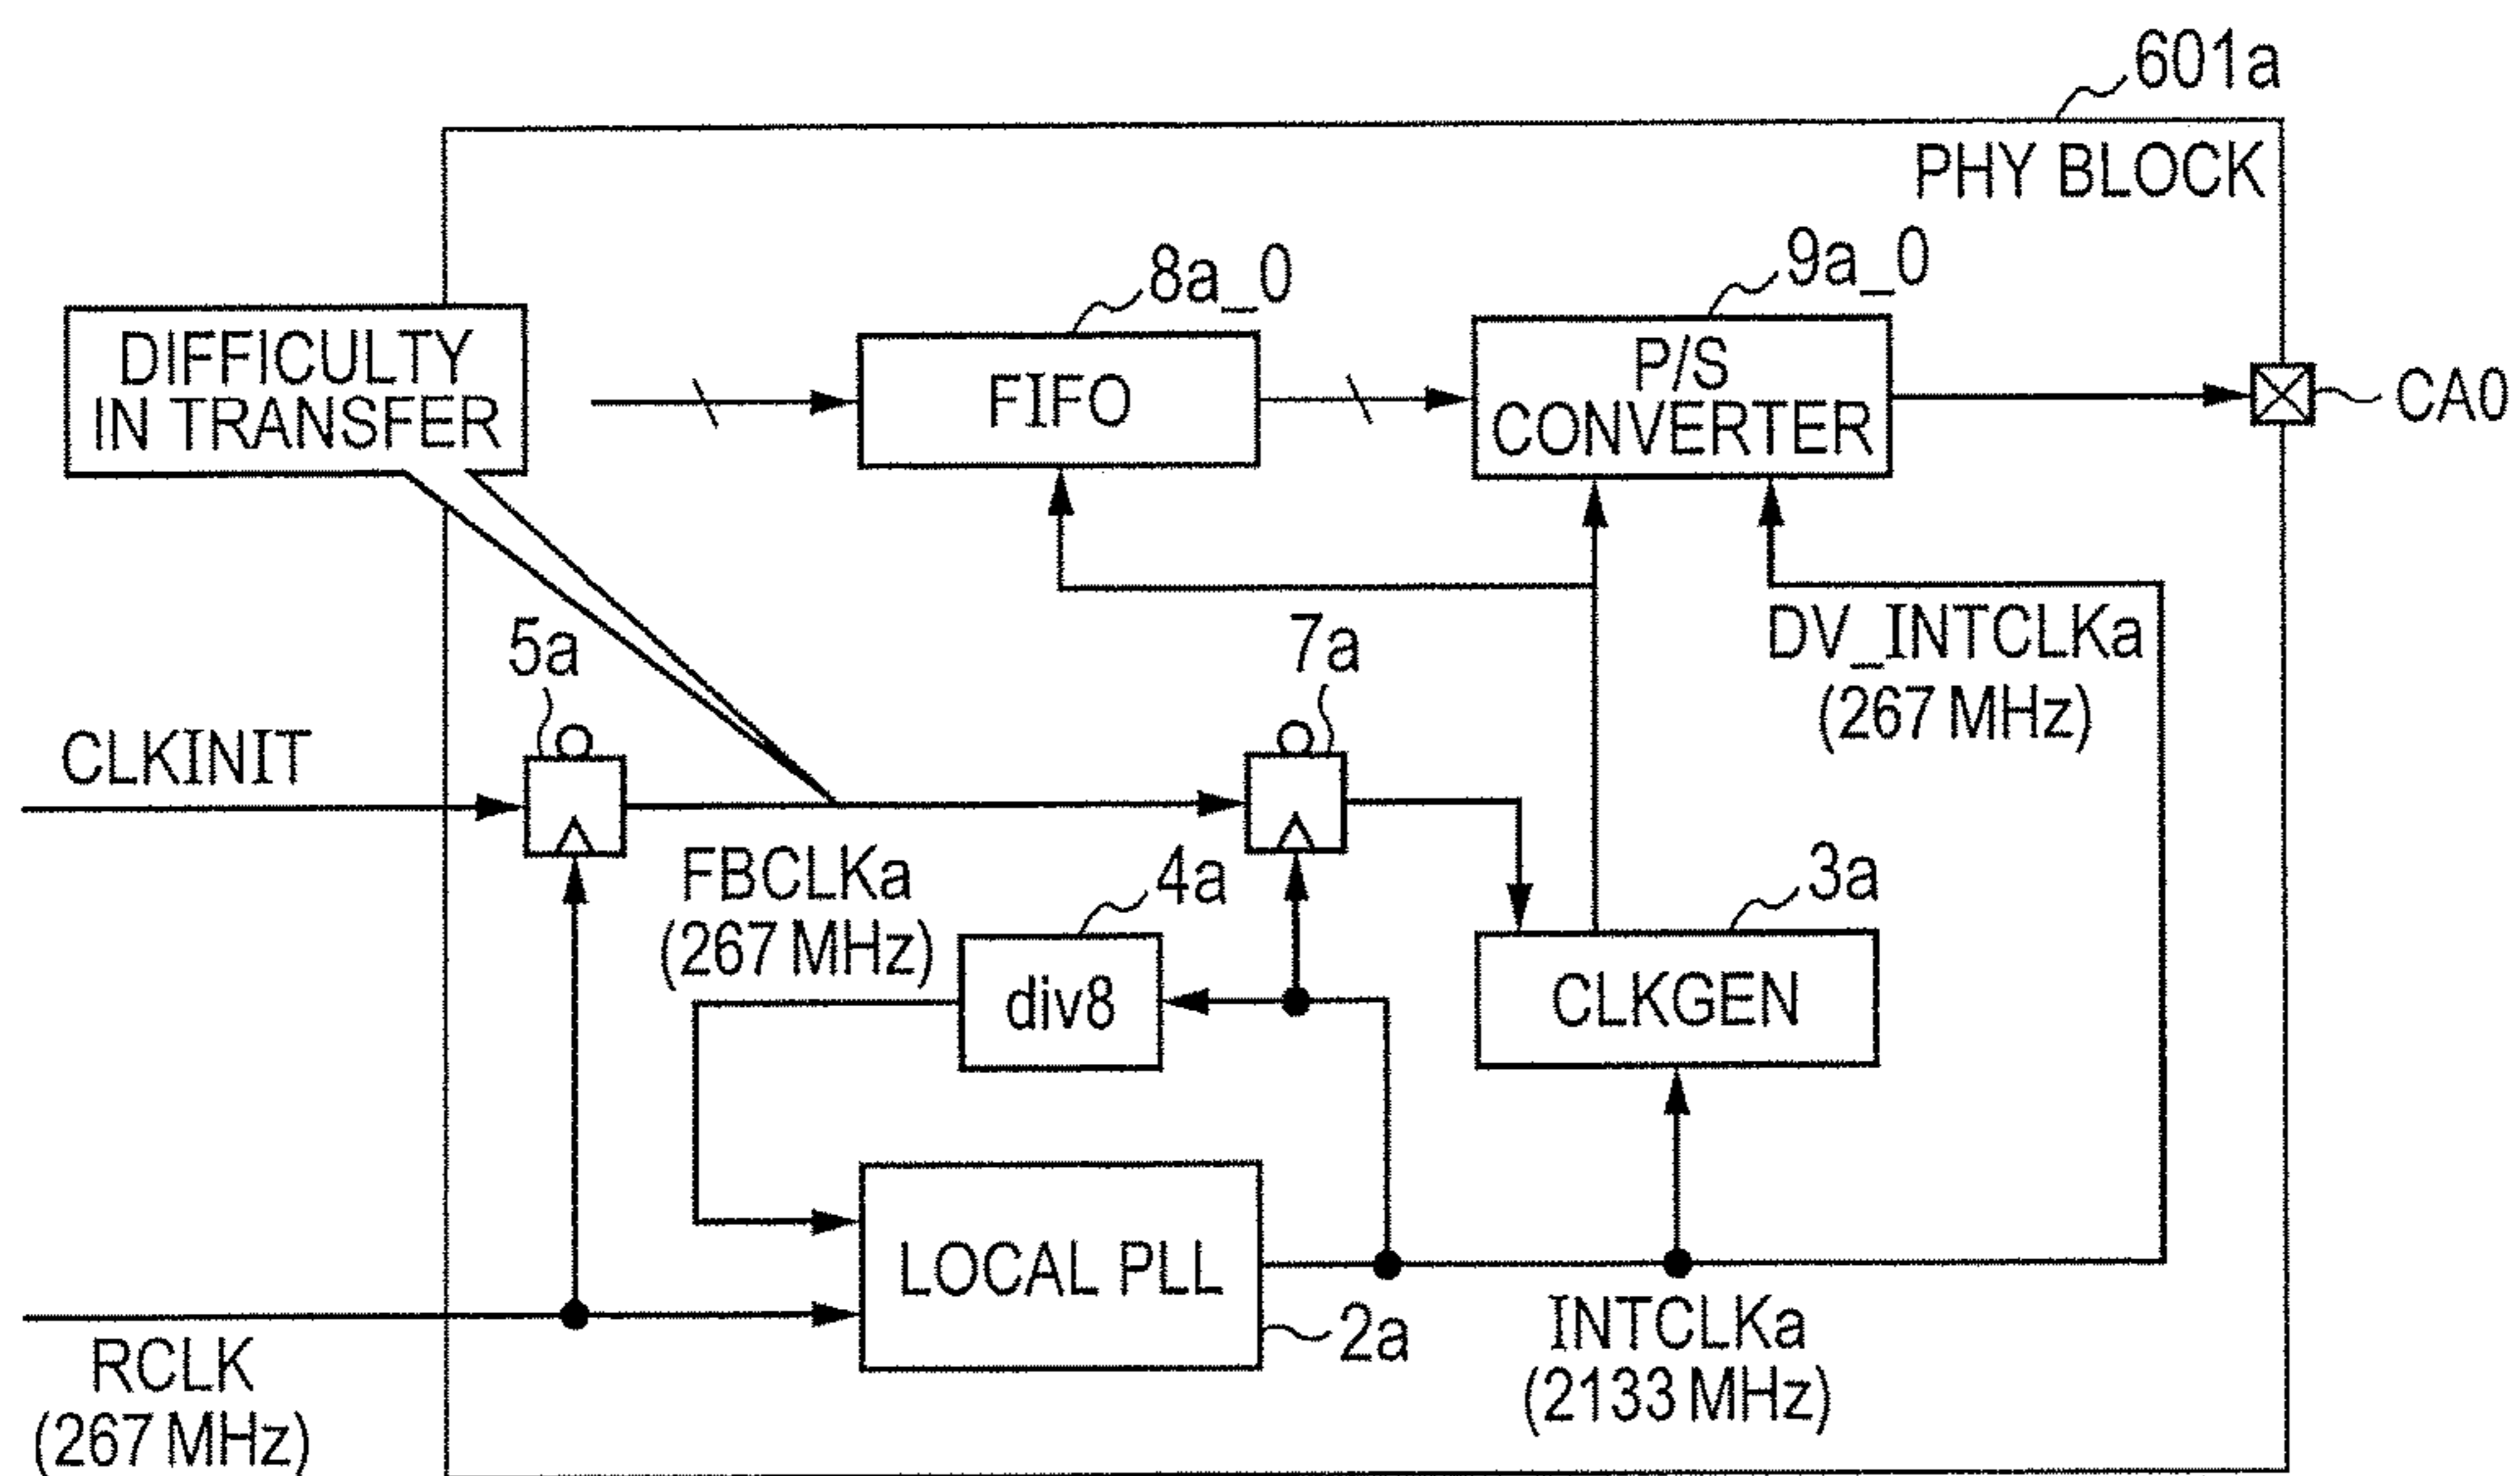 601a
PHY BLOCK
8a_0
9a_0
DIFFICULTY
IN TRANSFER
FIFO
P/S
CONVERTER
CA0
5a
7a
DV_INTCLKa
(267 MHz)
CLKINIT
FBCLKa
(267 MHz)
4a
3a
div8
CLKGEN
LOCAL PLL
2a
INTCLKa
(2133 MHz)
RCLK
(267 MHz)